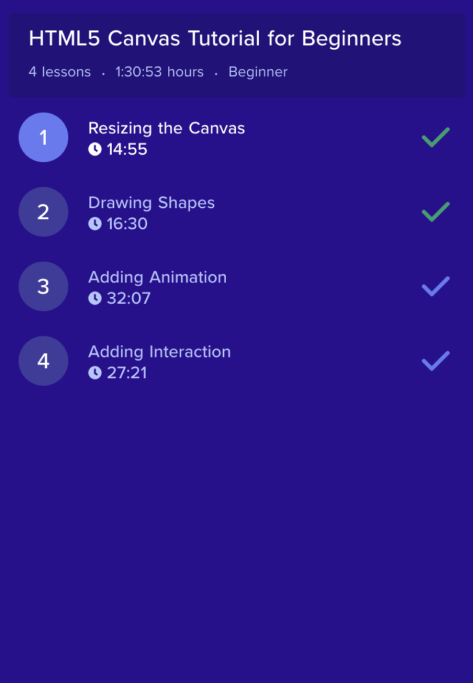 HTML5 Canvas Tutorial for Beginners
4 lessons · 1:30:53 hours · Beginner
1
Resizing the Canvas
14:55
2
Drawing Shapes
16:30
3
Adding Animation
32:07
4
Adding Interaction
27:21